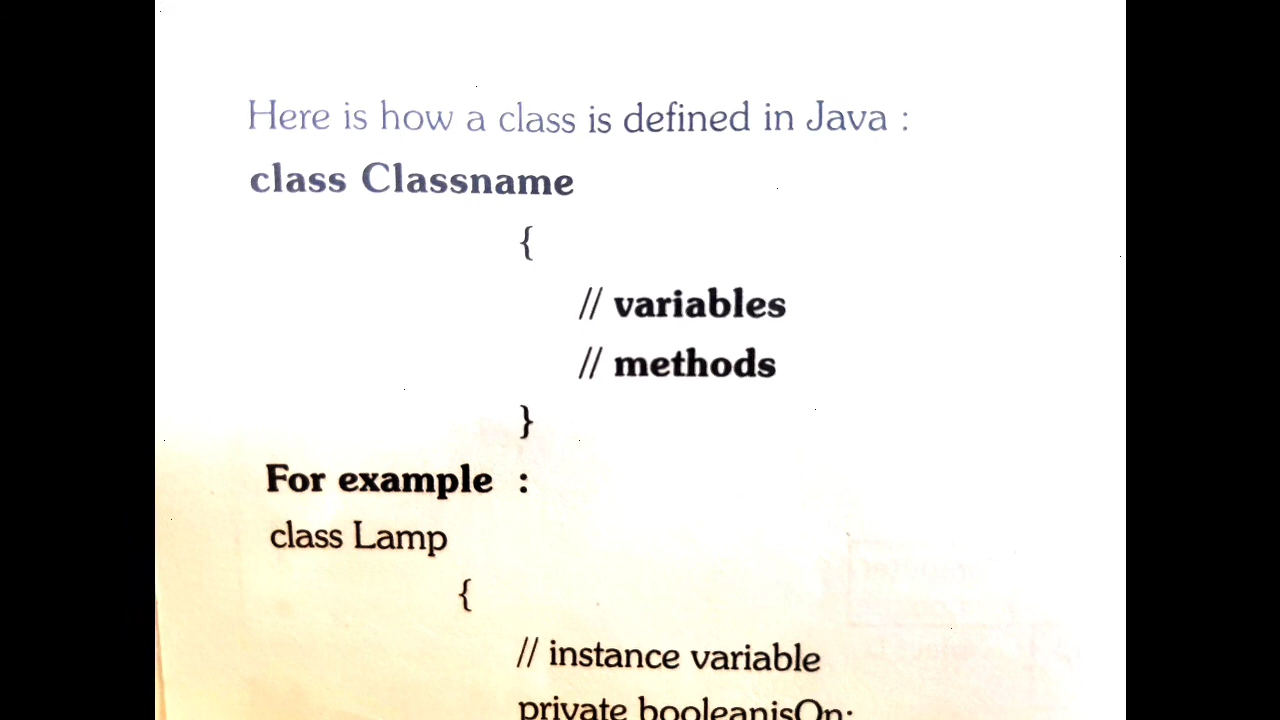 Here is how a class is defined in Java :
class Classname
{
// variables
// methods
}
For example :
class Lamp
{
// instance variable
private booleanisOn;